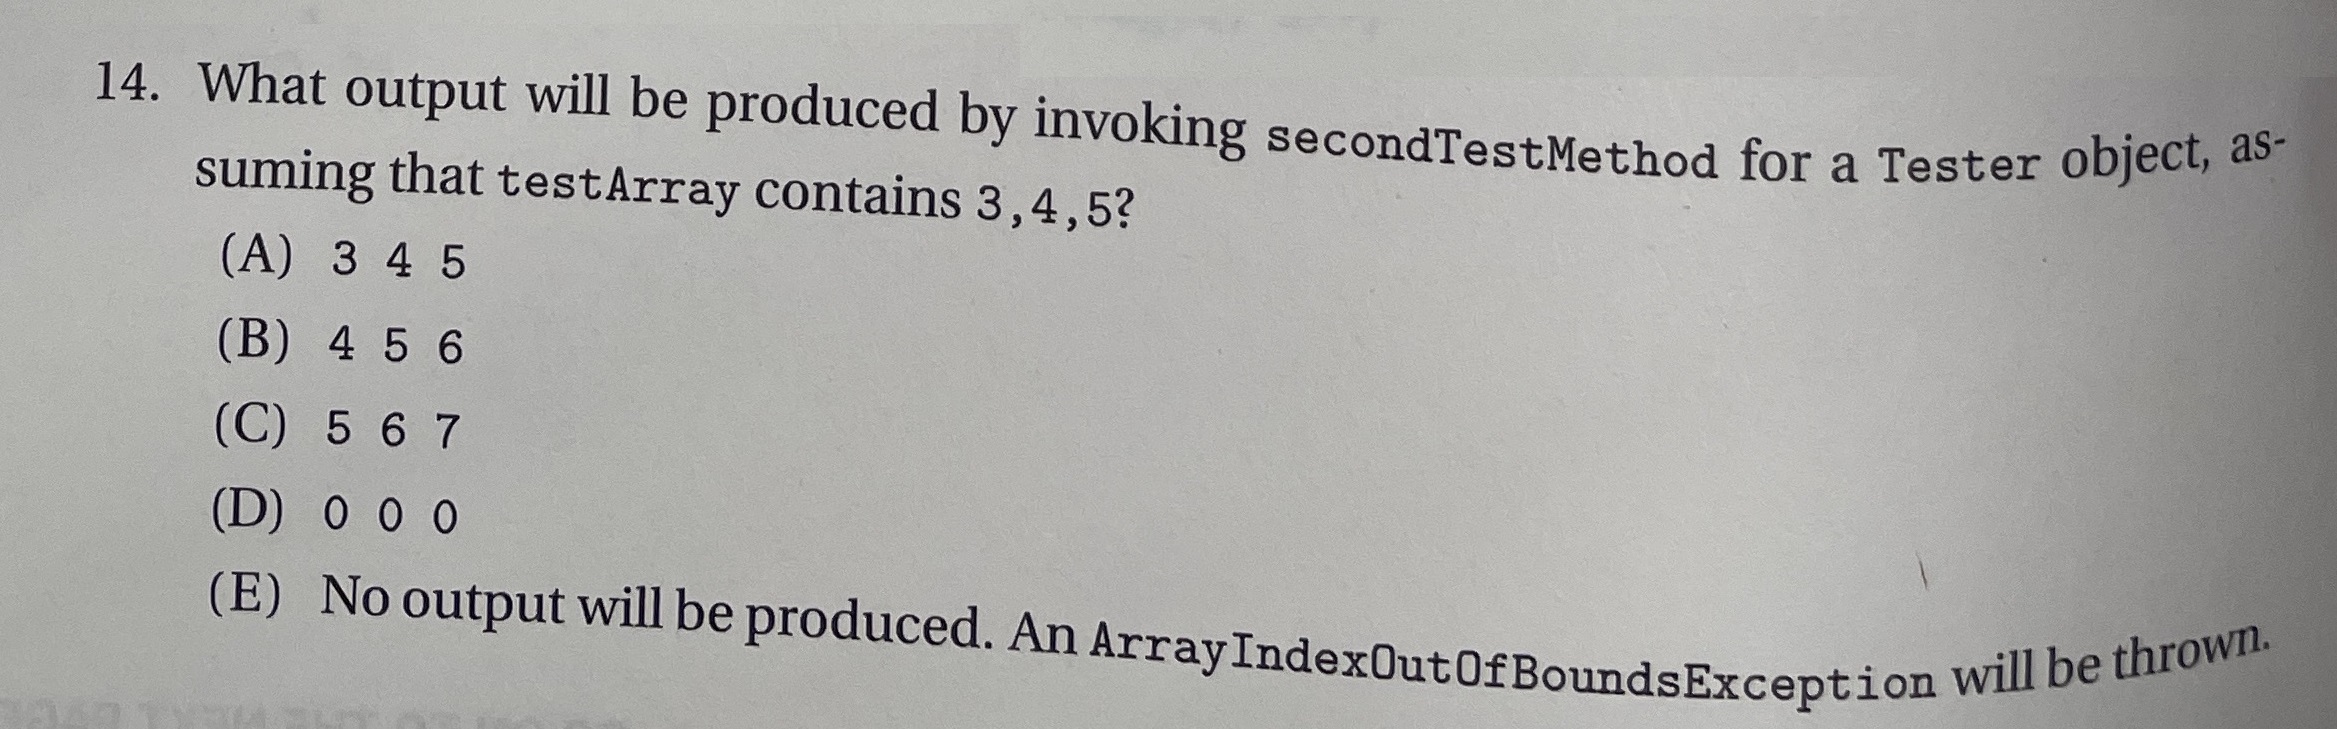 14. What output will be produced by invoking secondTestMethod for a Tester object, as-
suming that testArray contains 3,4,5?
(A) 3 4 5
(B) 4 5 6
(C) 5 6 7
(D) 0 0 0
(E) No output will be produced. An ArrayIndexOutOfBoundsException will be thrown.